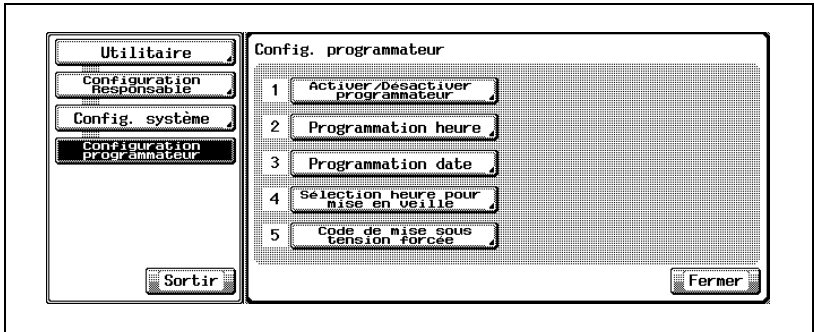 Utilitaire
Configuration
Responsable
Config. système
Configuration
programmateur
Sortir
Config. programmateur
1 Activer/Désactiver
programmateur
2 Programmation heure
3 Programmation date
4 Sélection heure pour
mise en veille
5 Code de mise sous
tension forcée
Fermer